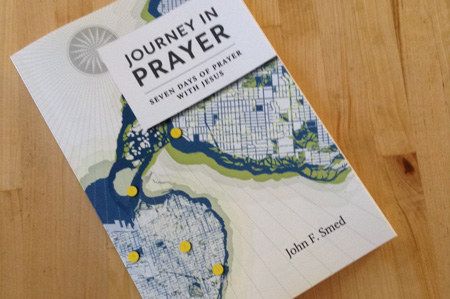 JOURNEY IN
PRAYER
SEVEN DAYS OF PRAYER
WITH JESUS
John F. Smed